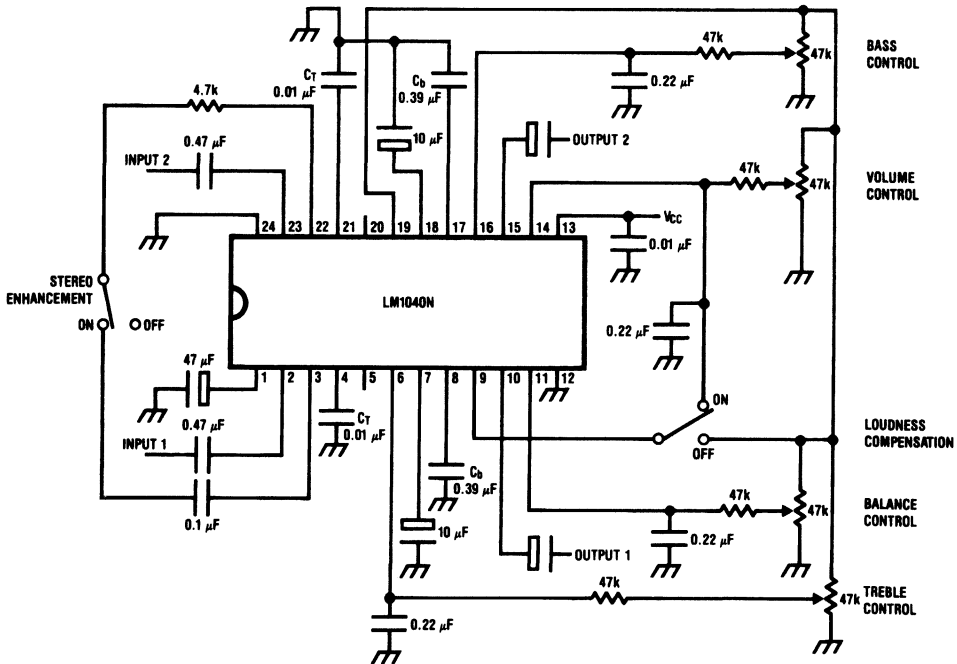 47k
47k
BASS
CONTROL
C_T
0.01 µF
C_b
0.39 µF
0.22 µF
4.7k
10 µF
OUTPUT 2
0.47 µF
INPUT 2
47k
47k
VOLUME
CONTROL
24 23 22 21 20 19 18 17 16 15 14 13
V_CC
0.01 µF
STEREO
ENHANCEMENT
LM1040N
ON
OFF
0.22 µF
47 µF
1 2 3 4 5 6 7 8 9 10 11 12
ON
0.47 µF
C_T
0.01 µF
INPUT 1
OFF
LOUDNESS
COMPENSATION
C_b
0.39 µF
0.1 µF
47k
47k
BALANCE
CONTROL
10 µF
0.22 µF
OUTPUT 1
47k
47k
TREBLE
CONTROL
0.22 µF